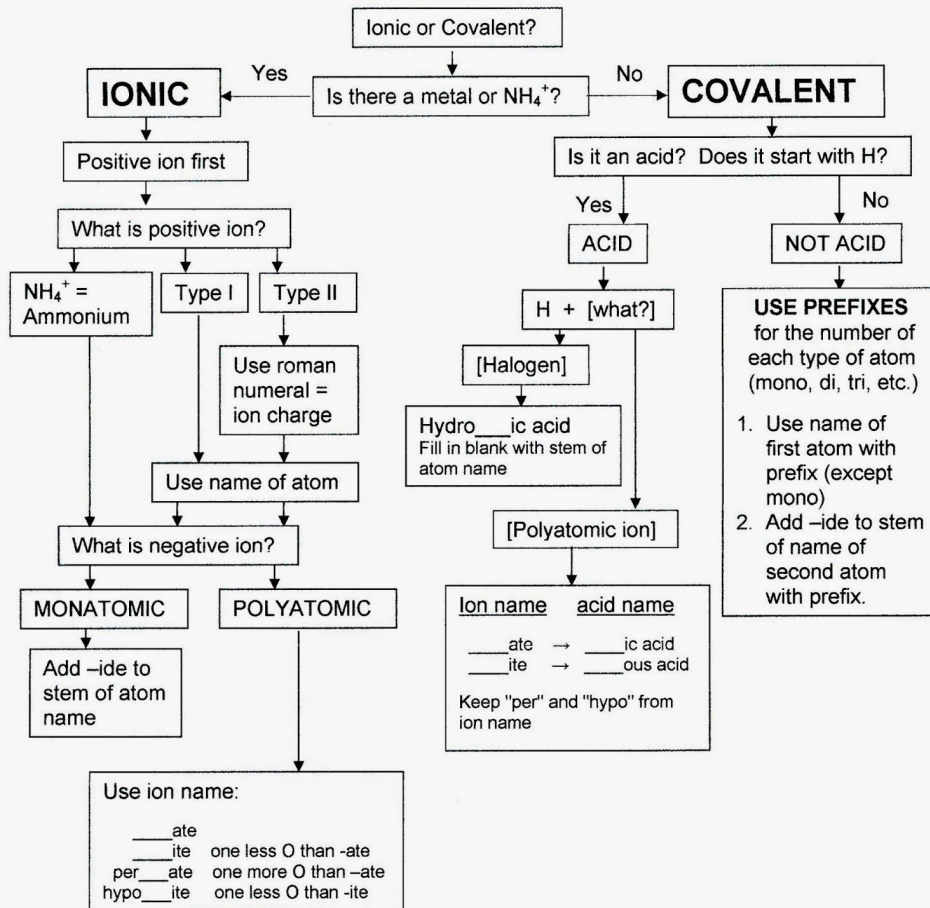 Ionic or Covalent?
Yes
No
IONIC
Is there a metal or NH₄⁺?
COVALENT
Positive ion first
Is it an acid? Does it start with H?
What is positive ion?
Yes
No
ACID
NOT ACID
NH₄⁺ =
Ammonium
Type I
Type II
H + [what?]
USE PREFIXES
for the number of
each type of atom
(mono, di, tri, etc.)
1. Use name of
first atom with
prefix (except
mono)
2. Add –ide to stem
of name of
second atom
with prefix.
Use roman
numeral =
ion charge
[Halogen]
Hydro___ic acid
Fill in blank with stem of
atom name
Use name of atom
[Polyatomic ion]
What is negative ion?
MONATOMIC
POLYATOMIC
Ion name acid name
____ate → ____ic acid
____ite → ____ous acid
Keep "per" and "hypo" from
ion name
Add –ide to
stem of atom
name
Use ion name:
____ate
____ite one less O than -ate
per___ate one more O than –ate
hypo___ite one less O than -ite